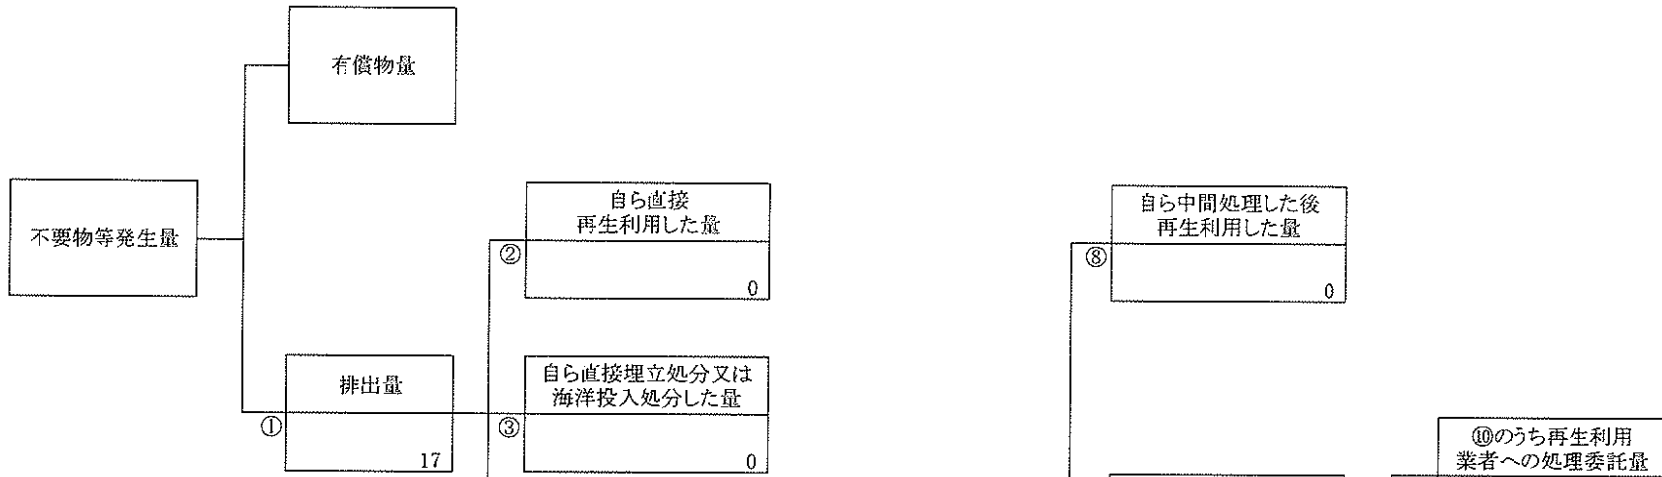 有償物量
不要物等発生量
自ら直接
再生利用した量
②
0
自ら中間処理した後
再生利用した量
⑧
0
排出量
①
17
自ら直接埋立処分又は
海洋投入処分した量
③
0
⑩のうち再生利用
業者への処理委託量